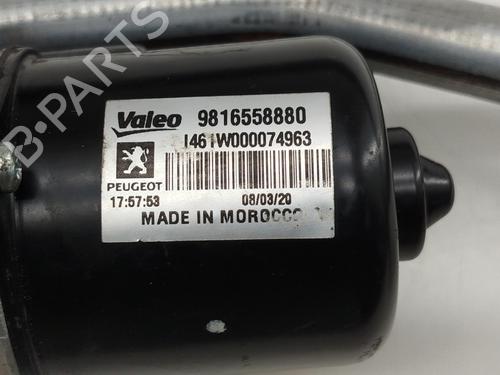 Valeo 9816558880
I461W000074963
PEUGEOT
17:57:53 08/03/20
MADE IN MOROCCO
B-PARTS